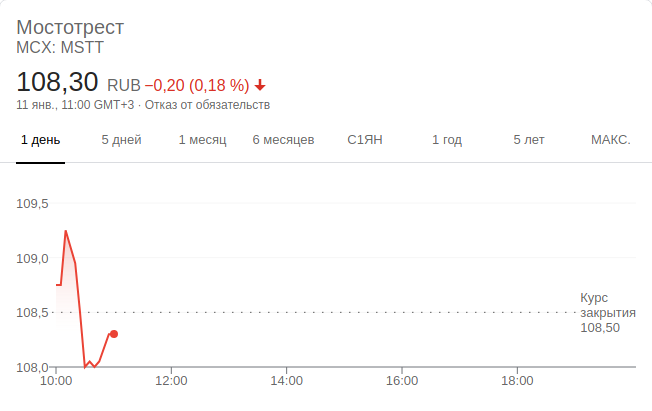 Мостотрест
MCX: MSTT
108,30 RUB −0,20 (0,18 %)
11 янв., 11:00 GMT+3 · Отказ от обязательств
1 день 5 дней 1 месяц 6 месяцев С1ЯН 1 год 5 лет МАКС.
109,5
109,0
108,5
108,0
Курс
закрытия
108,50
10:00 12:00 14:00 16:00 18:00